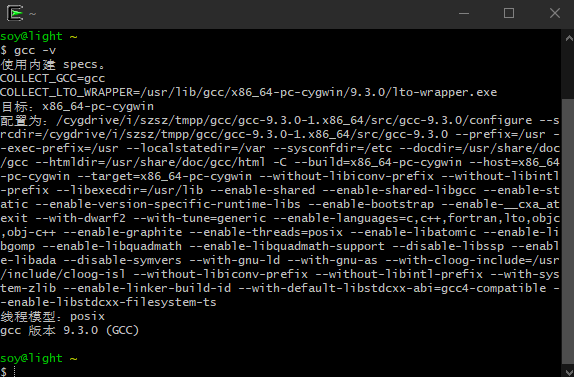 ~
soy@light ~
$ gcc -v
使用内建 specs。
COLLECT_GCC=gcc
COLLECT_LTO_WRAPPER=/usr/lib/gcc/x86_64-pc-cygwin/9.3.0/lto-wrapper.exe
目标：x86_64-pc-cygwin
配置为：/cygdrive/i/szsz/tmpp/gcc/gcc-9.3.0-1.x86_64/src/gcc-9.3.0/configure --s
rcdir=/cygdrive/i/szsz/tmpp/gcc/gcc-9.3.0-1.x86_64/src/gcc-9.3.0 --prefix=/usr -
-exec-prefix=/usr --localstatedir=/var --sysconfdir=/etc --docdir=/usr/share/doc
/gcc --htmldir=/usr/share/doc/gcc/html -C --build=x86_64-pc-cygwin --host=x86_64
-pc-cygwin --target=x86_64-pc-cygwin --without-libiconv-prefix --without-libintl
-prefix --libexecdir=/usr/lib --enable-shared --enable-shared-libgcc --enable-st
atic --enable-version-specific-runtime-libs --enable-bootstrap --enable-__cxa_at
exit --with-dwarf2 --with-tune=generic --enable-languages=c,c++,fortran,lto,objc
,obj-c++ --enable-graphite --enable-threads=posix --enable-libatomic --enable-li
bgomp --enable-libquadmath --enable-libquadmath-support --disable-libssp --enabl
e-libada --disable-symvers --with-gnu-ld --with-gnu-as --with-cloog-include=/usr
/include/cloog-isl --without-libiconv-prefix --without-libintl-prefix --with-sys
tem-zlib --enable-linker-build-id --with-default-libstdcxx-abi=gcc4-compatible -
-enable-libstdcxx-filesystem-ts
线程模型：posix
gcc 版本 9.3.0 (GCC)
soy@light ~
$